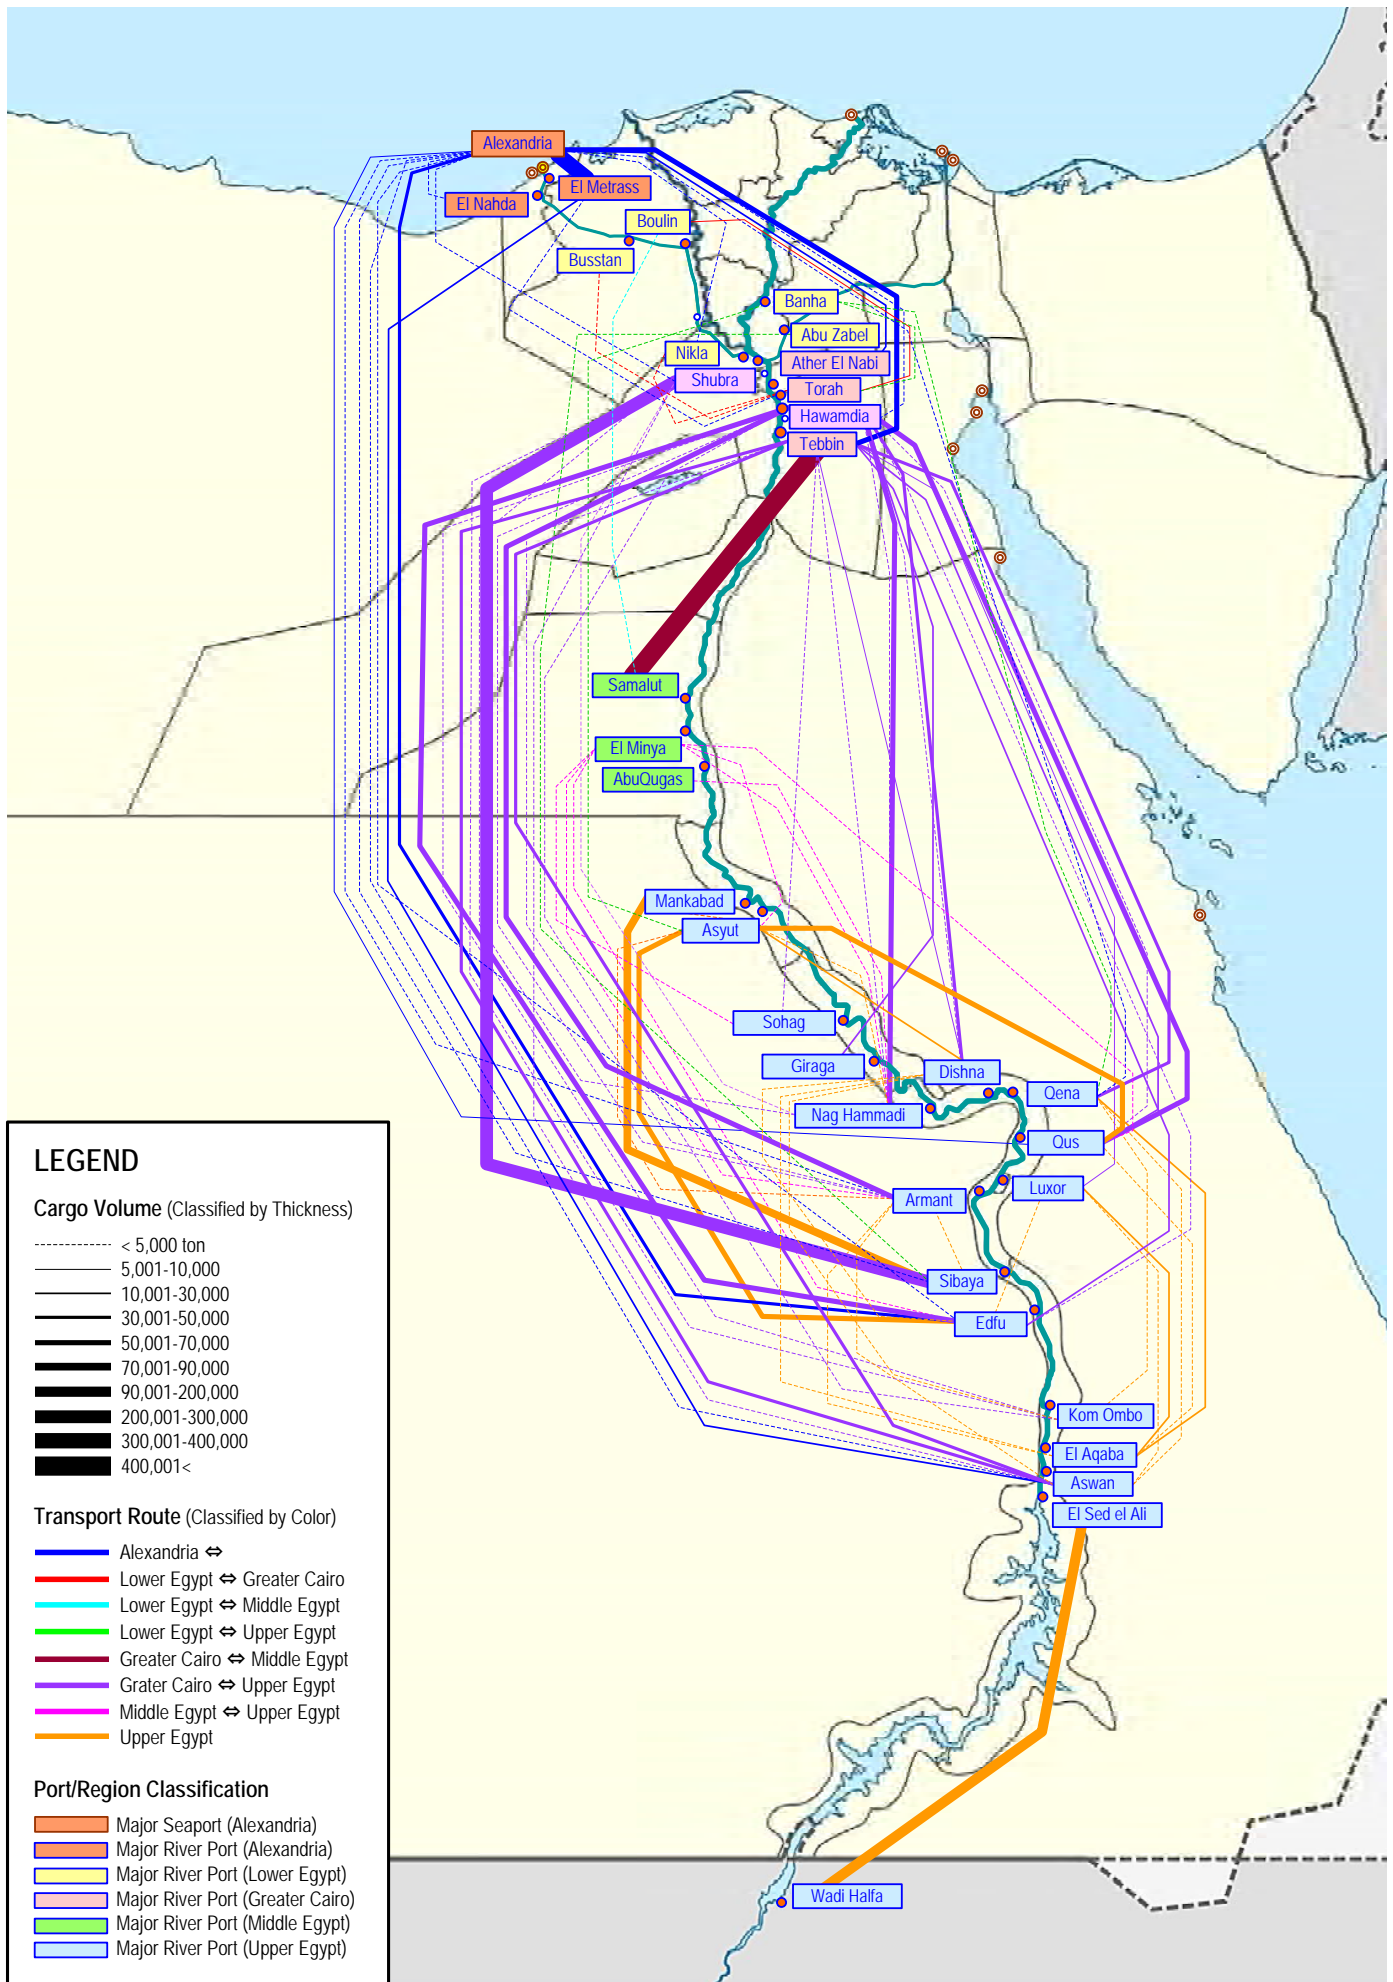 Alexandria
El Metrass
El Nahda
Boulin
Busstan
Banha
Abu Zabel
Nikla
Ather El Nabi
Shubra
Torah
Hawamdia
Tebbin
Samalut
El Minya
AbuQugas
Mankabad
Asyut
Sohag
Giraga
Dishna
Qena
Nag Hammadi
Qus
Luxor
Armant
Sibaya
Edfu
Kom Ombo
El Aqaba
Aswan
El Sed el Ali
Wadi Halfa
LEGEND
Cargo Volume (Classified by Thickness)
< 5,000 ton
5,001-10,000
10,001-30,000
30,001-50,000
50,001-70,000
70,001-90,000
90,001-200,000
200,001-300,000
300,001-400,000
400,001<
Transport Route (Classified by Color)
Alexandria ⇔
Lower Egypt ⇔ Greater Cairo
Lower Egypt ⇔ Middle Egypt
Lower Egypt ⇔ Upper Egypt
Greater Cairo ⇔ Middle Egypt
Grater Cairo ⇔ Upper Egypt
Middle Egypt ⇔ Upper Egypt
Upper Egypt
Port/Region Classification
Major Seaport (Alexandria)
Major River Port (Alexandria)
Major River Port (Lower Egypt)
Major River Port (Greater Cairo)
Major River Port (Middle Egypt)
Major River Port (Upper Egypt)